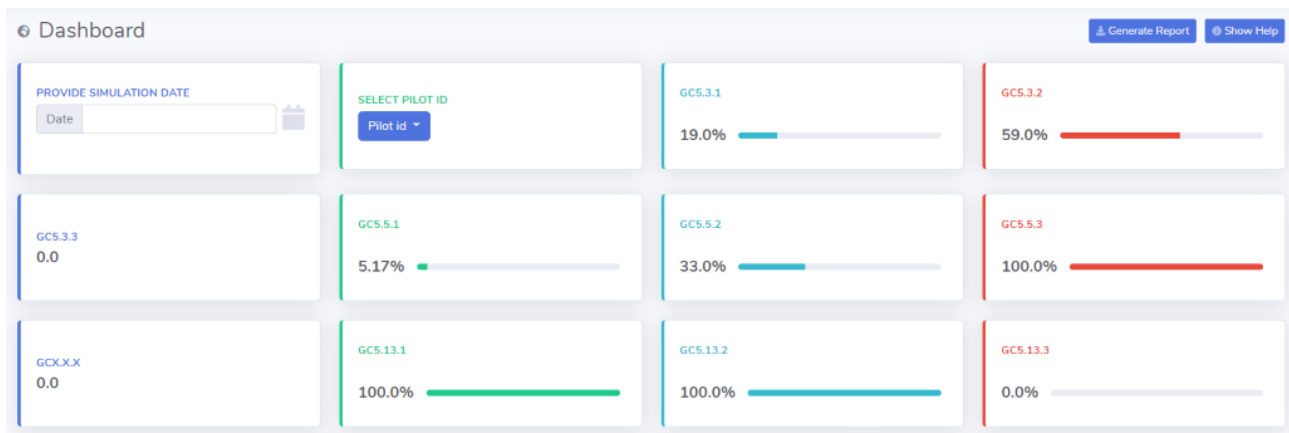 Dashboard
Generate Report
Show Help
PROVIDE SIMULATION DATE
Date
SELECT PILOT ID
Pilot id
GC5.3.1
19.0%
GC5.3.2
59.0%
GC5.3.3
0.0
GC5.5.1
5.17%
GC5.5.2
33.0%
GC5.5.3
100.0%
GCX.X.X
0.0
GC5.13.1
100.0%
GC5.13.2
100.0%
GC5.13.3
0.0%